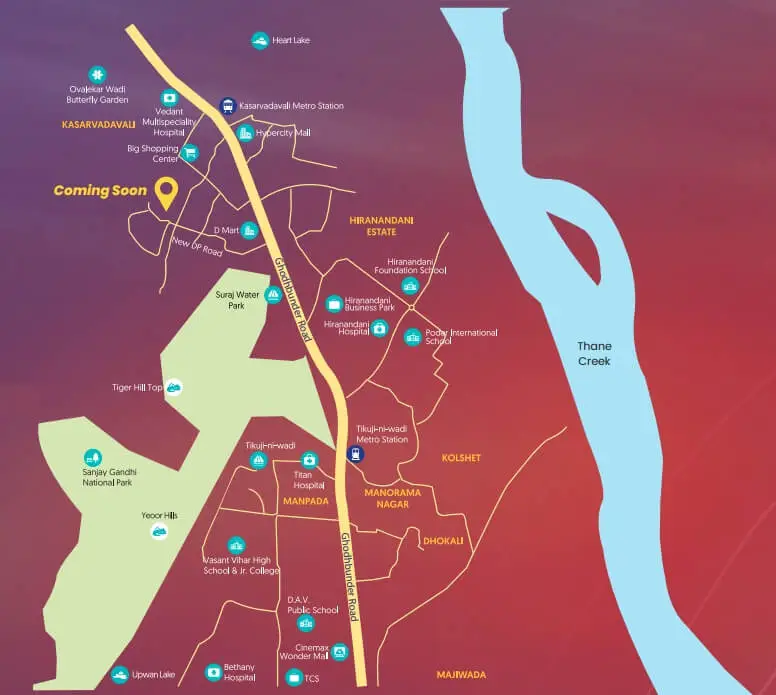 Heart Lake
Ovalekar Wadi
Butterfly Garden
Kasarvadavali Metro Station
Vedant
Multispeciality
Hospital
KASARVADAVALI
Hypercity Mall
Big Shopping
Center
Coming Soon
HIRANANDANI
ESTATE
D Mart
New DP Road
Ghodhbunder Road
Hiranandani
Foundation School
Suraj Water
Park
Hiranandani
Business Park
Hiranandani
Hospital
Podar International
School
Thane
Creek
Tiger Hill Top
Tikuji-ni-wadi
Metro Station
Tikuji-ni-wadi
KOLSHET
Sanjay Gandhi
National Park
Titan
Hospital
MANPADA
MANORAMA
NAGAR
Yeoor Hills
DHOKALI
Ghodhbunder Road
Vasant Vihar High
School & Jr. College
D.A.V.
Public School
Cinemax
Wonder Mall
Upwan Lake
Bethany
Hospital
TCS
MAJIWADA